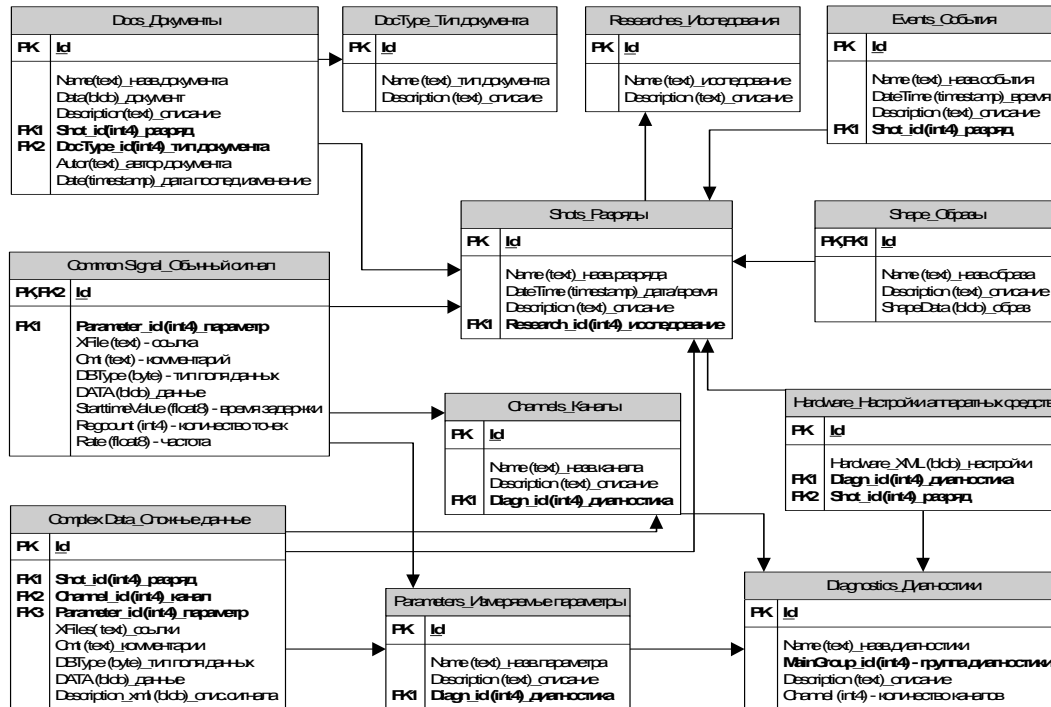 Docs_Документы
PK Id
Name(text)_назв.документа
Data(blob)_документ
Description(text)_описание
FK1 Shot_id(int4)_разряд
FK2 DocType_id(int4)_тип документа
Autor(text)_автор документа
Date(timestamp)_дата послед.изменение
DocType_Тип документа
PK Id
Name (text)_тип документа
Description (text)_описаие
Researches_Исследования
PK Id
Name (text)_исследование
Description (text)_описание
Events_События
PK Id
Name (text)_назв.события
DateTime (timestamp)_время
Description (text)_описание
FK1 Shot_id(int4)_разряд
Shots_Разряды
PK Id
Name (text)_назв.разряда
DateTime (timestamp)_дата/время
Description (text)_описание
FK1 Research_id(int4)_исследование
Shape_Образы
PK,FK1 Id
Name (text)_назв.образа
Description (text)_описание
ShapeData (blob)_образ
Common Signal_Обычный сигнал
PK,FK2 Id
FK1 Parameter_id(int4)_параметр
XFile (text) - ссылка
Cmt (text) - комментарий
DBType (byte) - тип поля данных
DATA (blob)_данные
StarttimeValue (float8) - время задержки
Regcount (int4) - количество точек
Rate (float8) - частота
Channels_Каналы
PK Id
Name (text)_назв.канала
Description (text)_описание
FK1 Diagn_id(int4)_диагностика
Hardware_Настройки аппаратных средств
PK Id
Hardware_XML (blob)_настройки
FK1 Diagn_id(int4)_диагностика
FK2 Shot_id(int4)_разряд
Complex Data_Сложные данные
PK Id
FK1 Shot_id(int4)_разряд
FK2 Channel_id(int4)_канал
FK3 Parameter_id(int4)_параметр
XFiles( text)_ссылки
Cmt (text)_комментарии
DBType (byte)_тип поля данных
DATA (blob)_данные
Description_xml (blob)_опис.сигнала
Parameters_Измеряемые параметры
PK Id
Name (text)_назв.параметра
Description (text)_описание
FK1 Diagn_id(int4)_диагностика
Diagnostics_Диагностики
PK Id
Name (text)_назв.диагностики
MainGroup_id(int4) - группа диагностики
Description (text)_описание
Channel (int4) - количество каналов